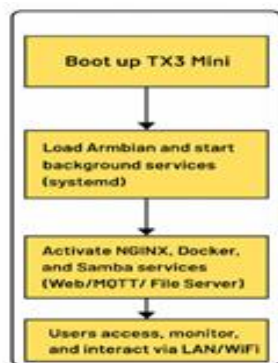 Boot up TX3 Mini
Load Armbian and start
background services
(systemd)
Activate NGINX, Docker,
and Samba services
(Web/MQTT/ File Server)
Users access, monitor,
and interact via LAN/WiFi